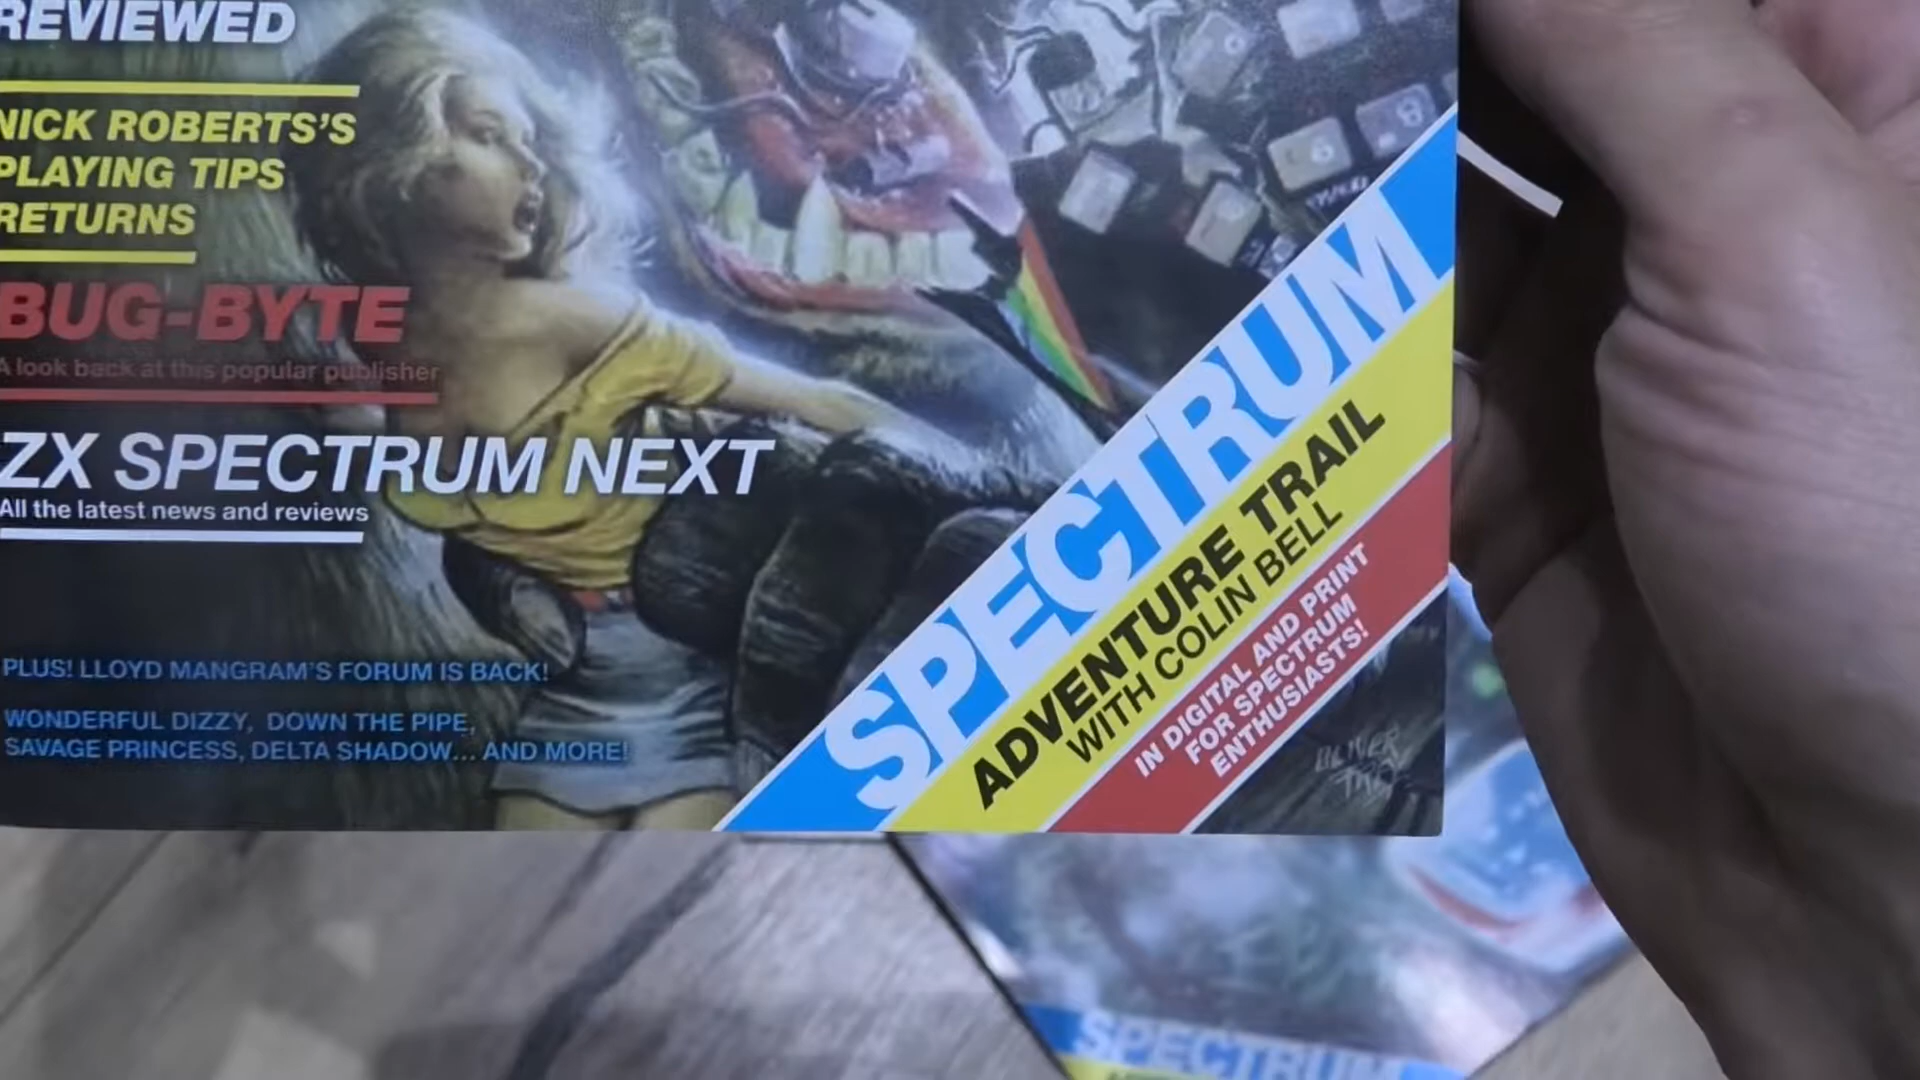 REVIEWED
NICK ROBERTS'S
PLAYING TIPS
RETURNS
BUG-BYTE
A look back at this popular publisher
ZX SPECTRUM NEXT
All the latest news and reviews
PLUS! LLOYD MANGRAM'S FORUM IS BACK!
WONDERFUL DIZZY, DOWN THE PIPE,
SAVAGE PRINCESS, DELTA SHADOW... AND MORE!
SPECTRUM
ADVENTURE TRAIL
WITH COLIN BELL
IN DIGITAL AND PRINT
FOR SPECTRUM
ENTHUSIASTS!
OLIVER
SPECTRUM